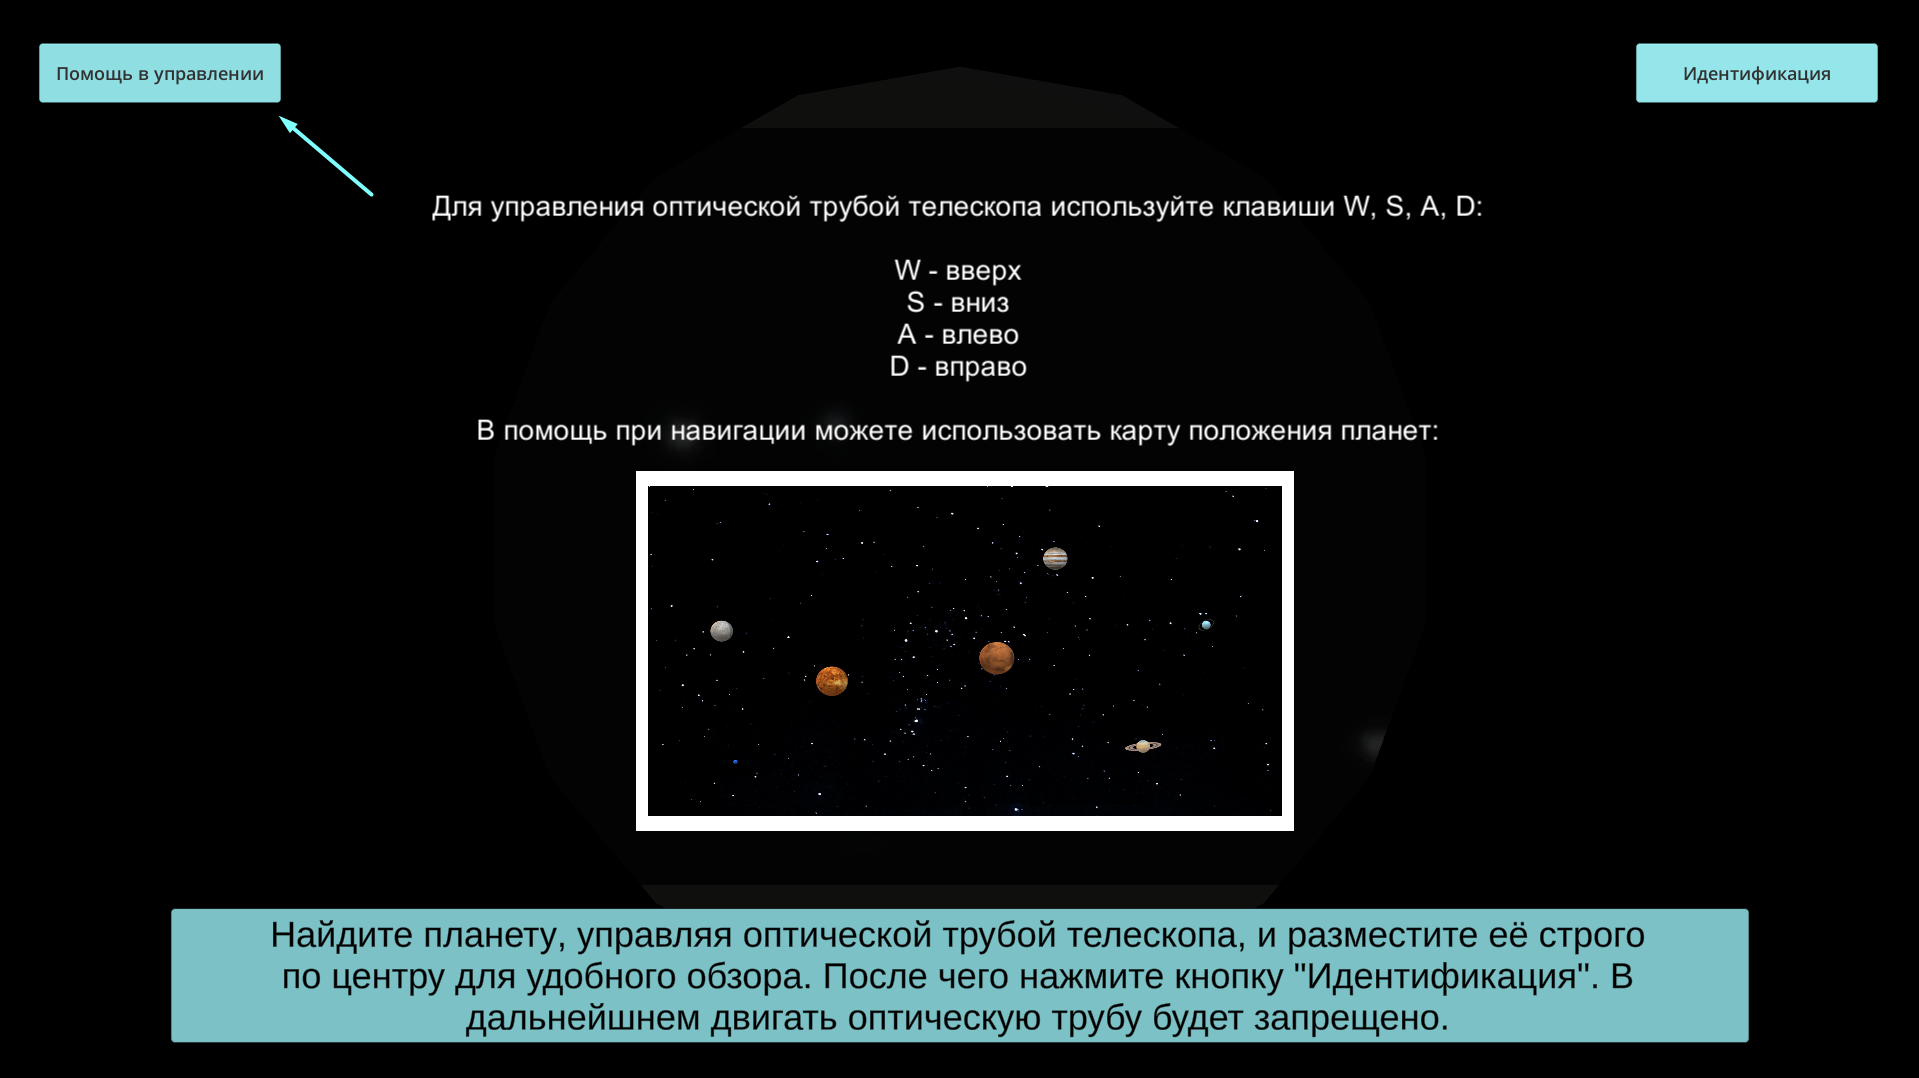 Помощь в управлении
Идентификация
Для управления оптической трубой телескопа используйте клавиши W, S, A, D:
W - вверх
S - вниз
A - влево
D - вправо
В помощь при навигации можете использовать карту положения планет:
Найдите планету, управляя оптической трубой телескопа, и разместите её строго
по центру для удобного обзора. После чего нажмите кнопку "Идентификация". В
дальнейшнем двигать оптическую трубу будет запрещено.